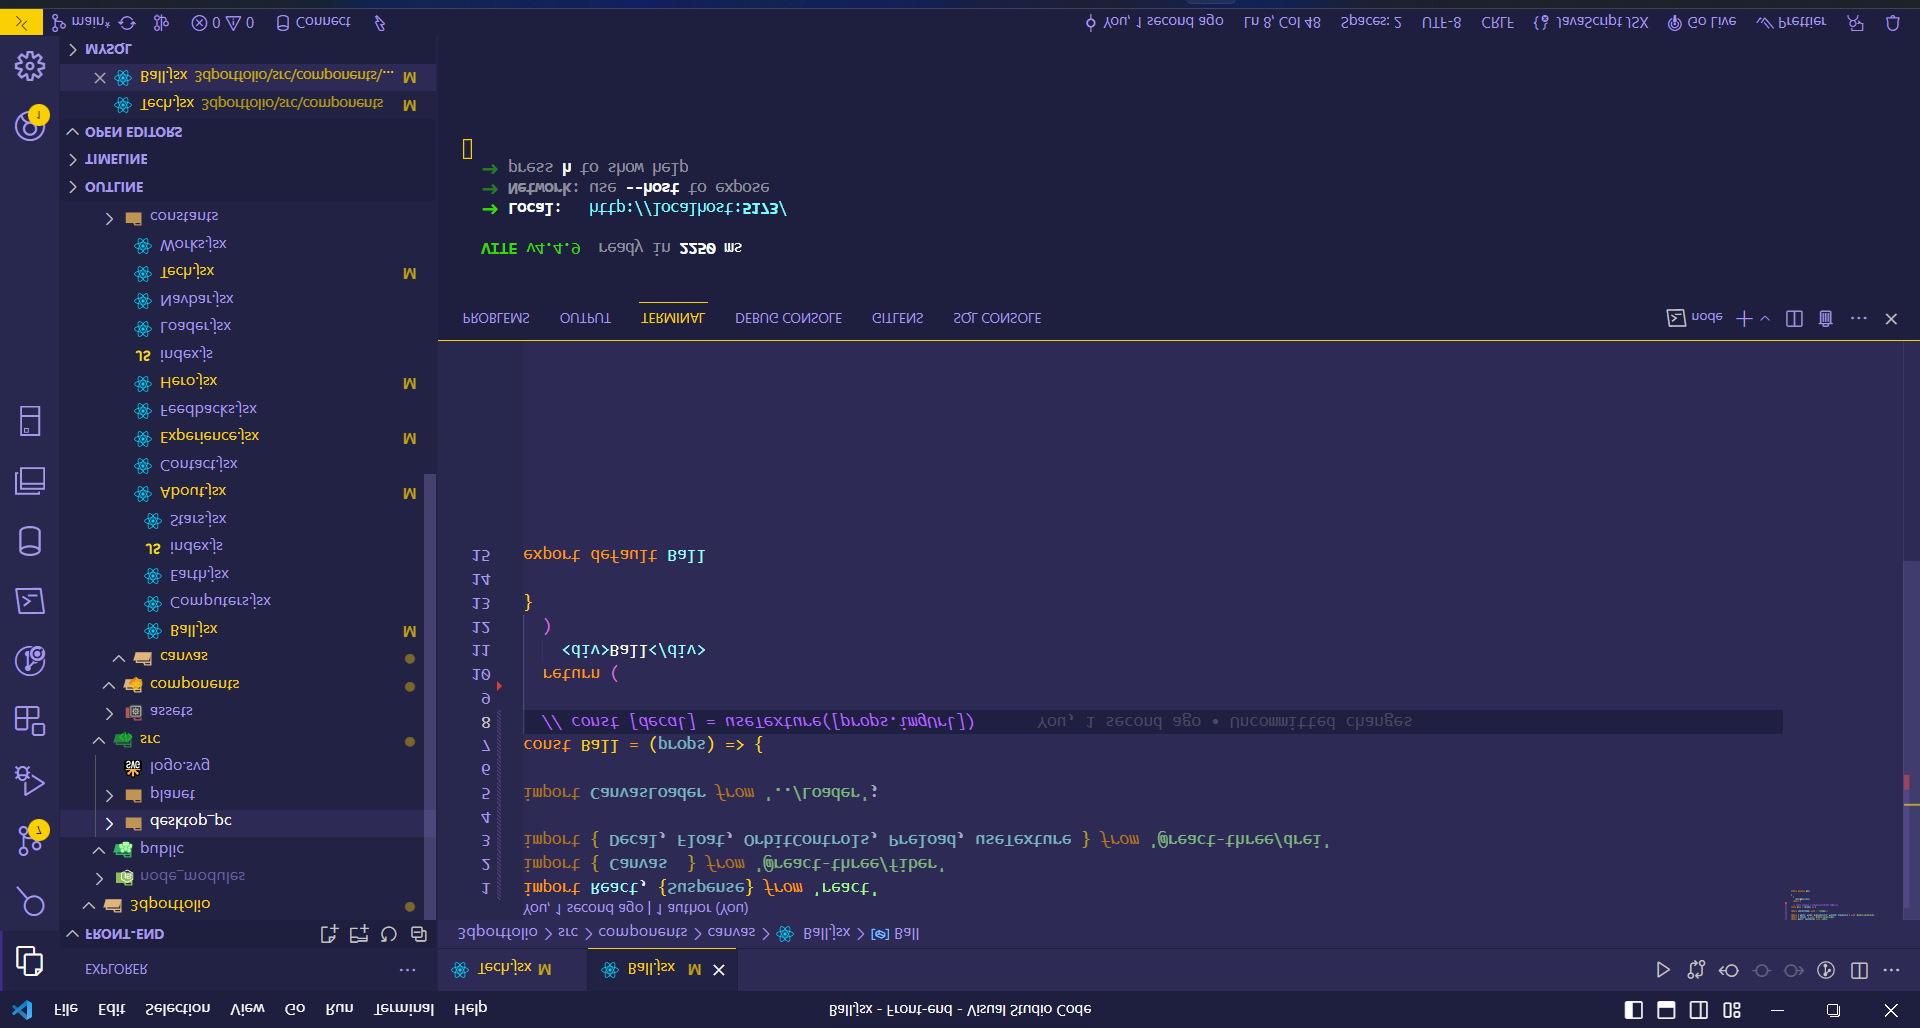 File Edit Selection View Go Run Terminal Help
Ball.jsx - Front-end - Visual Studio Code
EXPLORER
FRONT-END
3dportfolio
node_modules
public
desktop_pc
planet
logo.svg
src
assets
components
canvas
Ball.jsx M
Computers.jsx
Earth.jsx
JS index.js
Stars.jsx
About.jsx M
Contact.jsx
Experience.jsx M
Feedbacks.jsx
Hero.jsx M
JS index.js
Loader.jsx
Navbar.jsx
Tech.jsx M
Works.jsx
constants
OUTLINE
TIMELINE
OPEN EDITORS
Tech.jsx 3dportfolio\src\components M
Ball.jsx 3dportfolio\src\components\... M
MYSQL
7
1
Tech.jsx M
Ball.jsx M
3dportfolio > src > components > canvas > Ball.jsx > Ball
You, 1 second ago | 1 author (You)
1 import React, {Suspense} from 'react'
2 import { Canvas  } from '@react-three/fiber'
3 import { Decal, Float, OrbitControls, Preload, useTexture } from '@react-three/drei'
4
5 import CanvasLoader from '../Loader';
6
7 const Ball = (props) => {
8 // const [decal] = useTexture([props.imgUrl]) You, 1 second ago • Uncommitted changes
9
10 return (
11 <div>Ball</div>
12 )
13 }
14
15 export default Ball
PROBLEMS OUTPUT TERMINAL DEBUG CONSOLE GITLENS SQL CONSOLE
node
VITE v4.4.9  ready in 2250 ms
➜ Local: http://localhost:5173/
➜ Network: use --host to expose
➜ press h to show help
main* 0 0 Connect
You, 1 second ago Ln 8, Col 48 Spaces: 2 UTF-8 CRLF {} JavaScript JSX Go Live Prettier